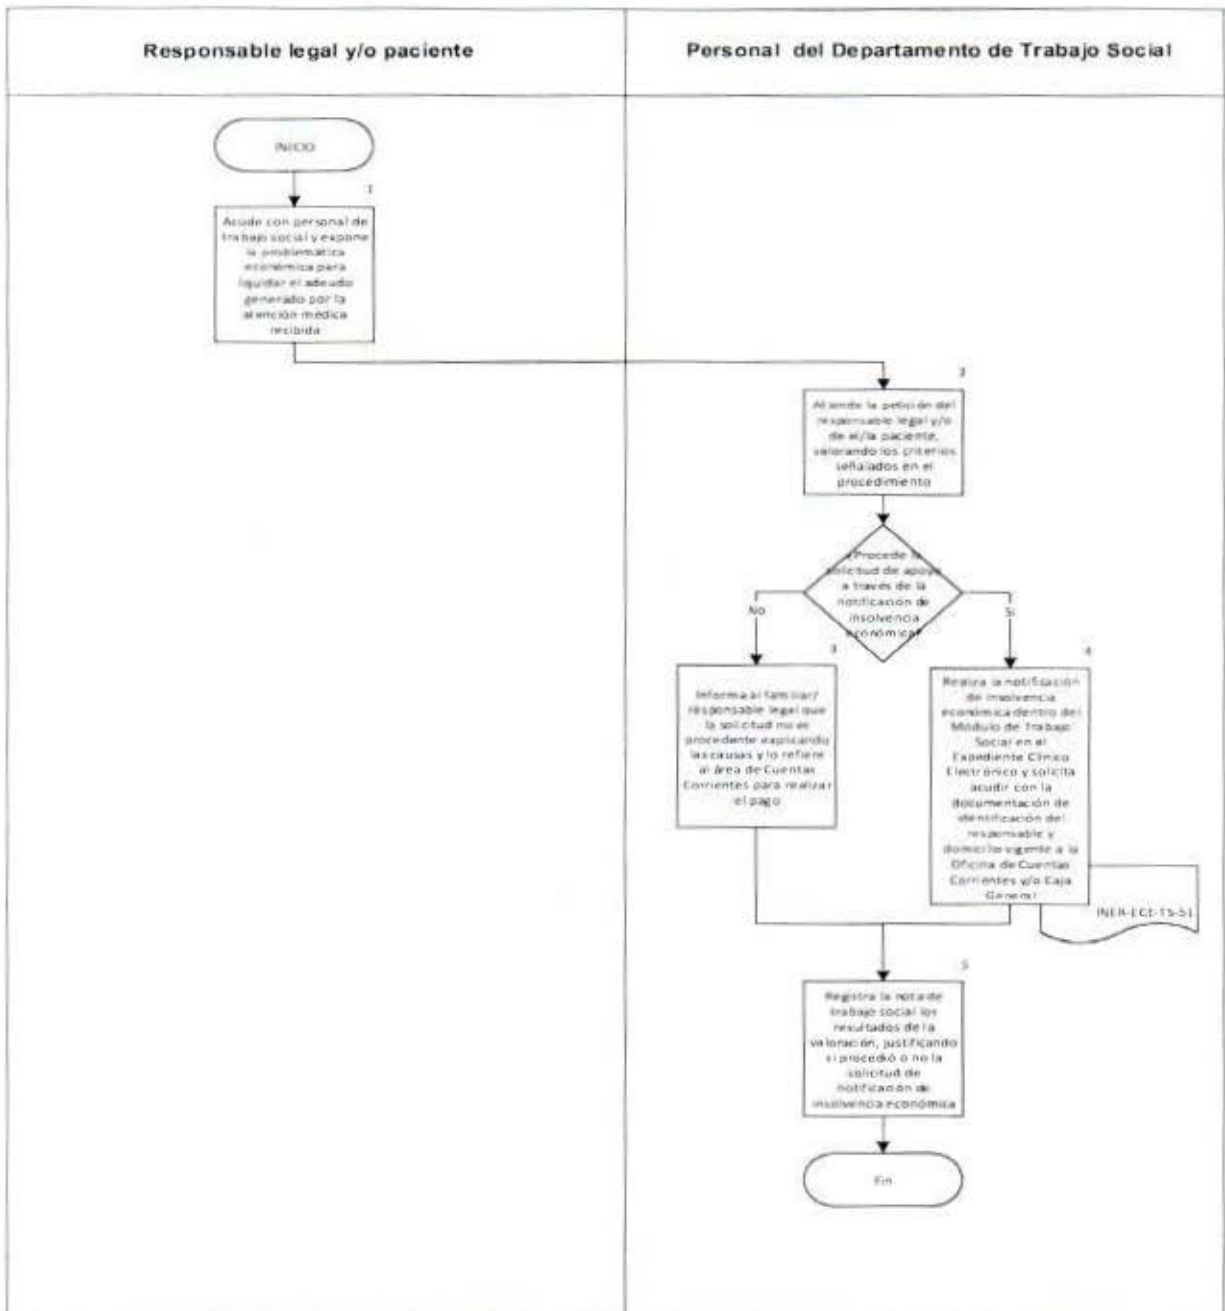 Responsable legal y/o paciente
Personal del Departamento de Trabajo Social
INICIO
1
Acude con personal de
trabajo social y expone
la problemática
económica para
liquidar el adeudo
generado por la
atención médica
recibida
2
Atiende la petición del
responsable legal y/o
de el/la paciente,
valorando los criterios
señalados en el
procedimiento
¿Procede la
solicitud de apoyo
a través de la
notificación de
insolvencia
económica?
No
Si
3
Informa al familiar/
responsable legal que
la solicitud no es
procedente explicando
las causas y lo refiere
al área de Cuentas
Corrientes para realizar
el pago
4
Realiza la notificación
de insolvencia
económica dentro del
Módulo de Trabajo
Social en el
Expediente Clínico
Electrónico y solicita
acudir con la
documentación de
identificación del
responsable y
domicilio vigente a la
Oficina de Cuentas
Corrientes y/o Caja
General
INER-ECE-TS-51
5
Registra la nota de
trabajo social los
resultados de la
valoración, justificando
si procedió o no la
solicitud de
notificación de
insolvencia económica
Fin